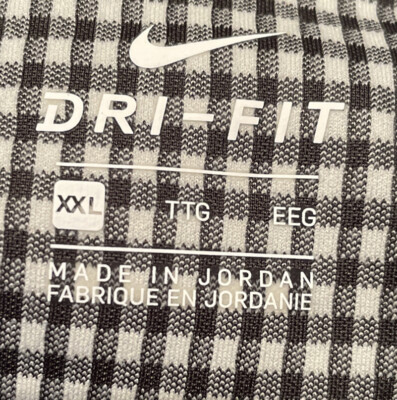 DRI-FIT
XXL TTG EEG
MADE IN JORDAN
FABRIQUE EN JORDANIE